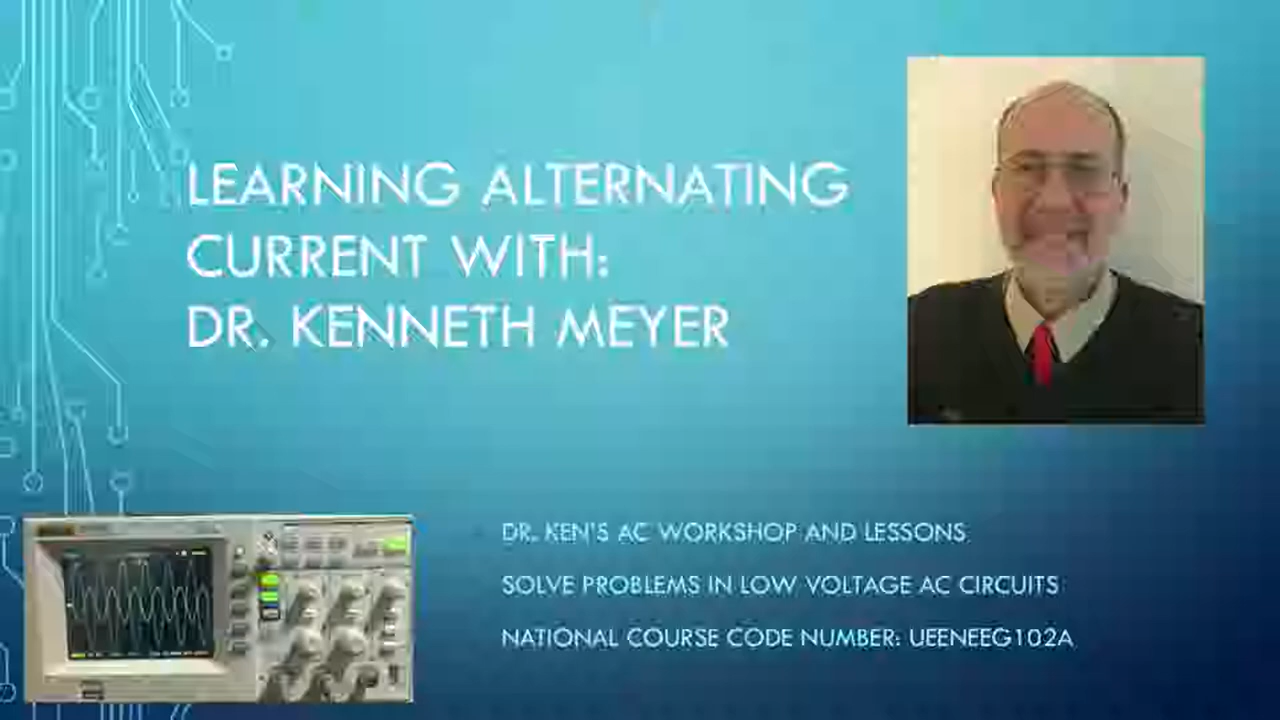 LEARNING ALTERNATING
CURRENT WITH:
DR. KENNETH MEYER
DR. KEN'S AC WORKSHOP AND LESSONS
SOLVE PROBLEMS IN LOW VOLTAGE AC CIRCUITS
NATIONAL COURSE CODE NUMBER: UEENEEG102A